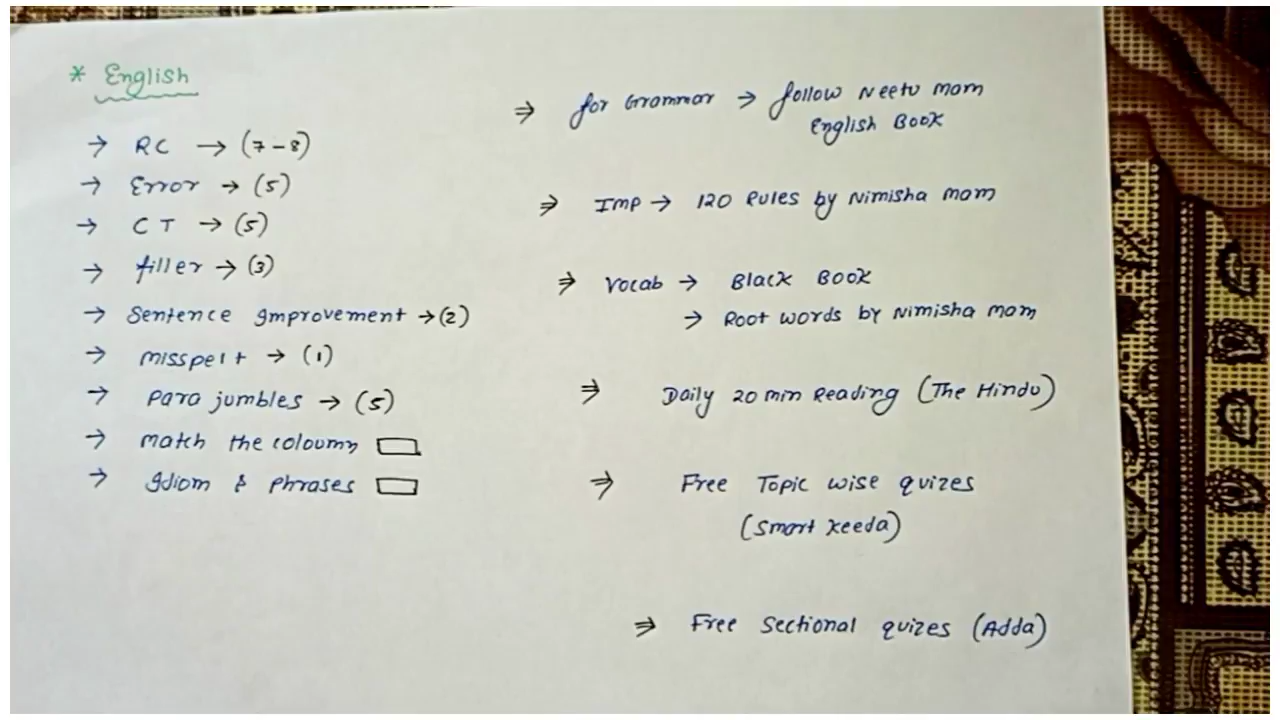 * English
→ RC → (7-8)
→ Error → (5)
→ CT → (5)
→ filler → (3)
→ Sentence Improvement → (2)
→ misspelt → (1)
→ Para jumbles → (5)
→ match the coloumn
→ Idiom & phrases
⇒ for Grammar → follow Neetu mam
English Book
⇒ Imp → 120 Rules by Nimisha mam
⇒ Vocab → Black Book
→ Root words by Nimisha mam
⇒ Daily 20 min Reading (The Hindu)
⇒ Free Topic wise quizes
(Smart Keeda)
⇒ Free Sectional quizes (Adda)